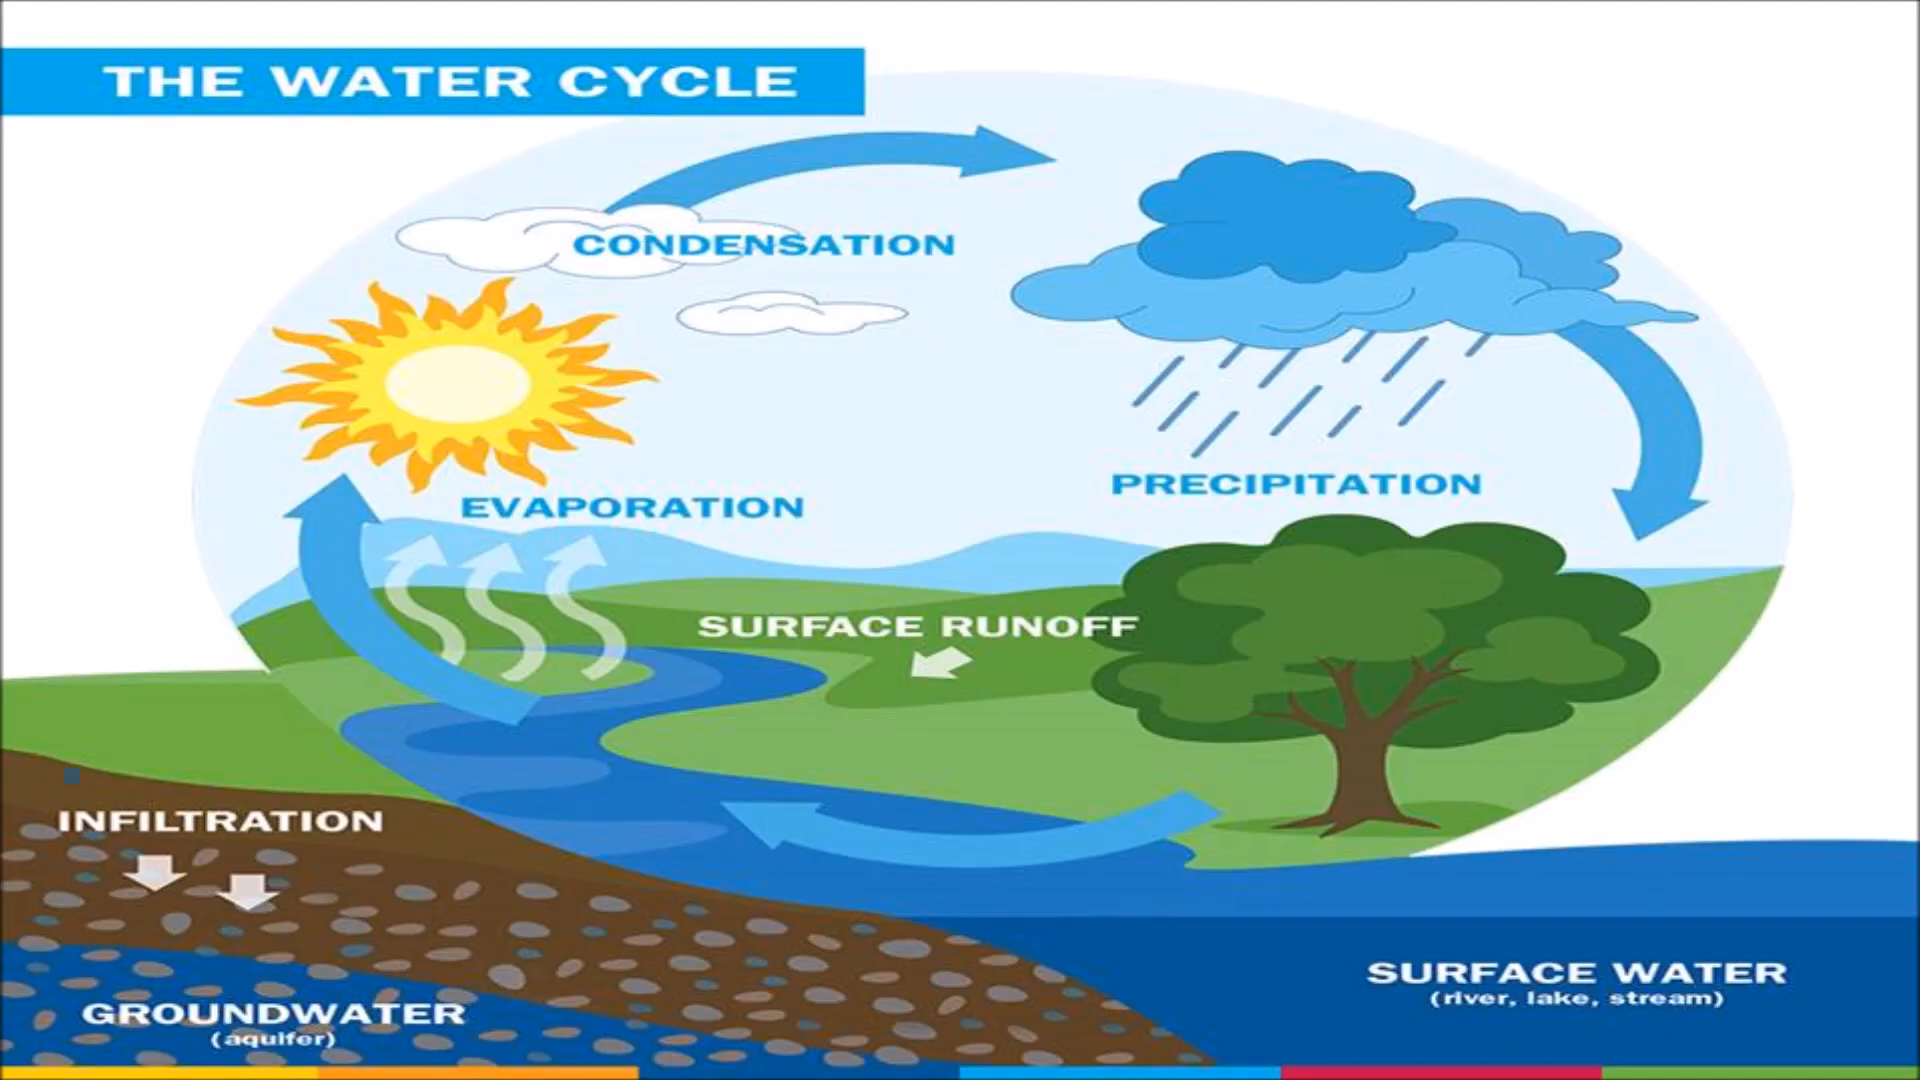 THE WATER CYCLE
CONDENSATION
PRECIPITATION
EVAPORATION
SURFACE RUNOFF
INFILTRATION
SURFACE WATER
(river, lake, stream)
GROUNDWATER
(aquifer)